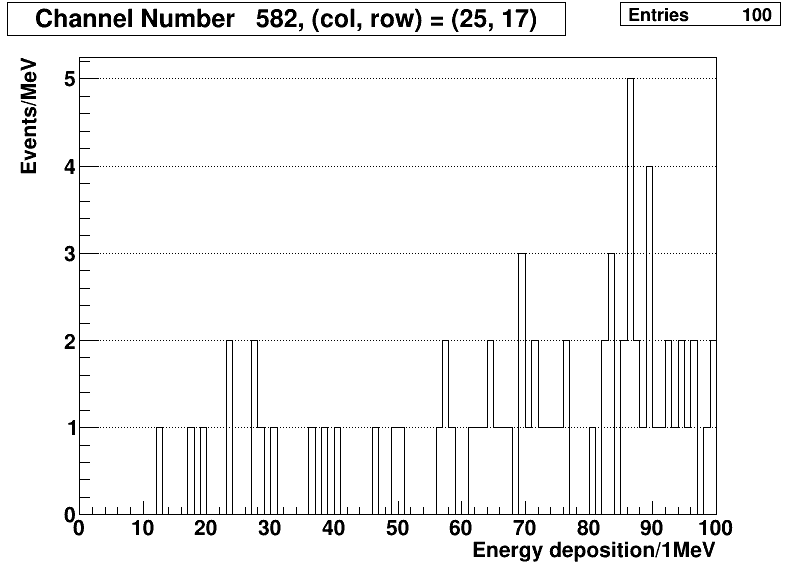 Channel Number 582, (col, row) = (25, 17)
Entries 100
Events/MeV
5
4
3
2
1
0
0 10 20 30 40 50 60 70 80 90 100
Energy deposition/1MeV